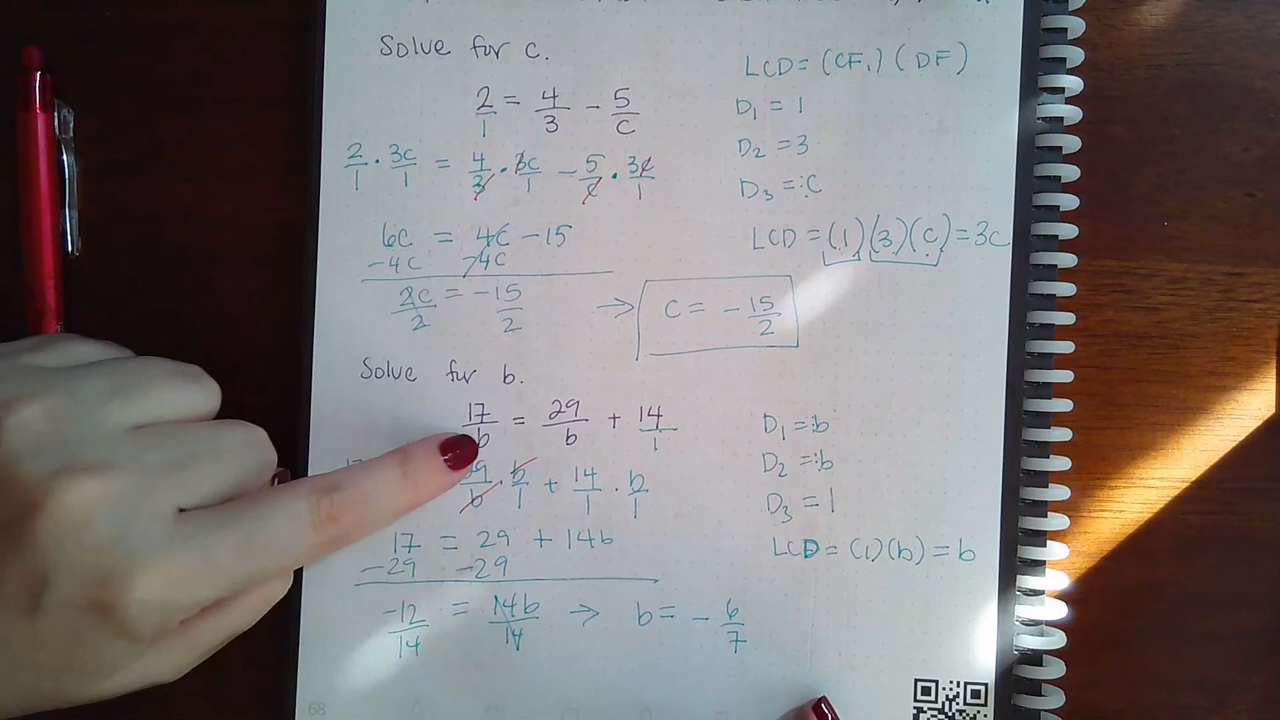 Solve for c.
2/1 = 4/3 - 5/c
2/1 · 3c/1 = 4/3 · 3c/1 - 5/c · 3c/1
6c = 4c - 15
-4c -4c
2c/2 = -15/2 → c = -15/2
LCD = (CF,) (DF)
D1 = 1
D2 = 3
D3 = :c
LCD = (1)(3)(c) = 3c
Solve for b.
17/b = 29/b + 14/1
b/1 + 14/1 · b/1
17 = 29 + 14b
-29 -29
-12/14 = 14b/14 → b = -6/7
D1 = :b
D2 = :b
D3 = 1
LCD = (1)(b) = b
68